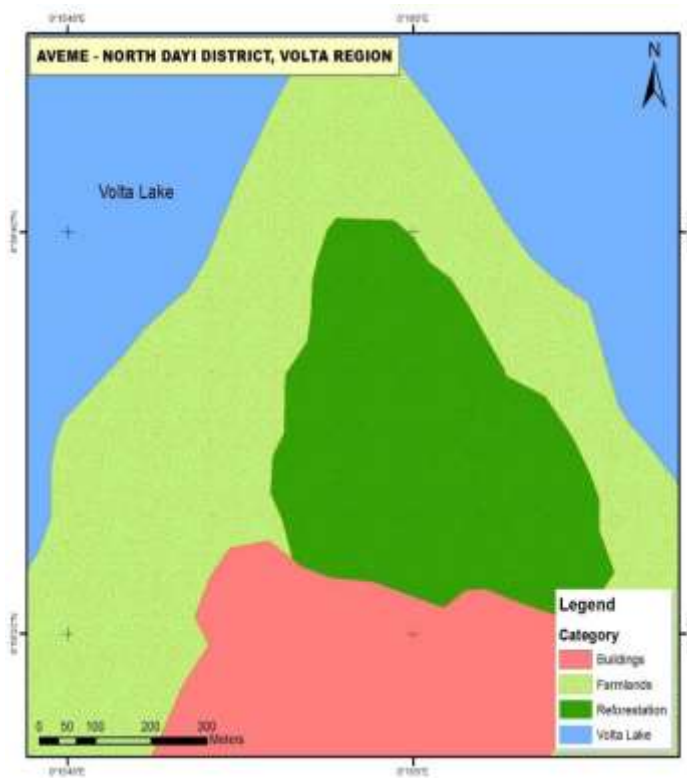 AVEME - NORTH DAYI DISTRICT, VOLTA REGION
N
Volta Lake
Legend
Category
Buildings
Farmlands
Reforestation
Volta Lake
0 50 100 200 300
Meters